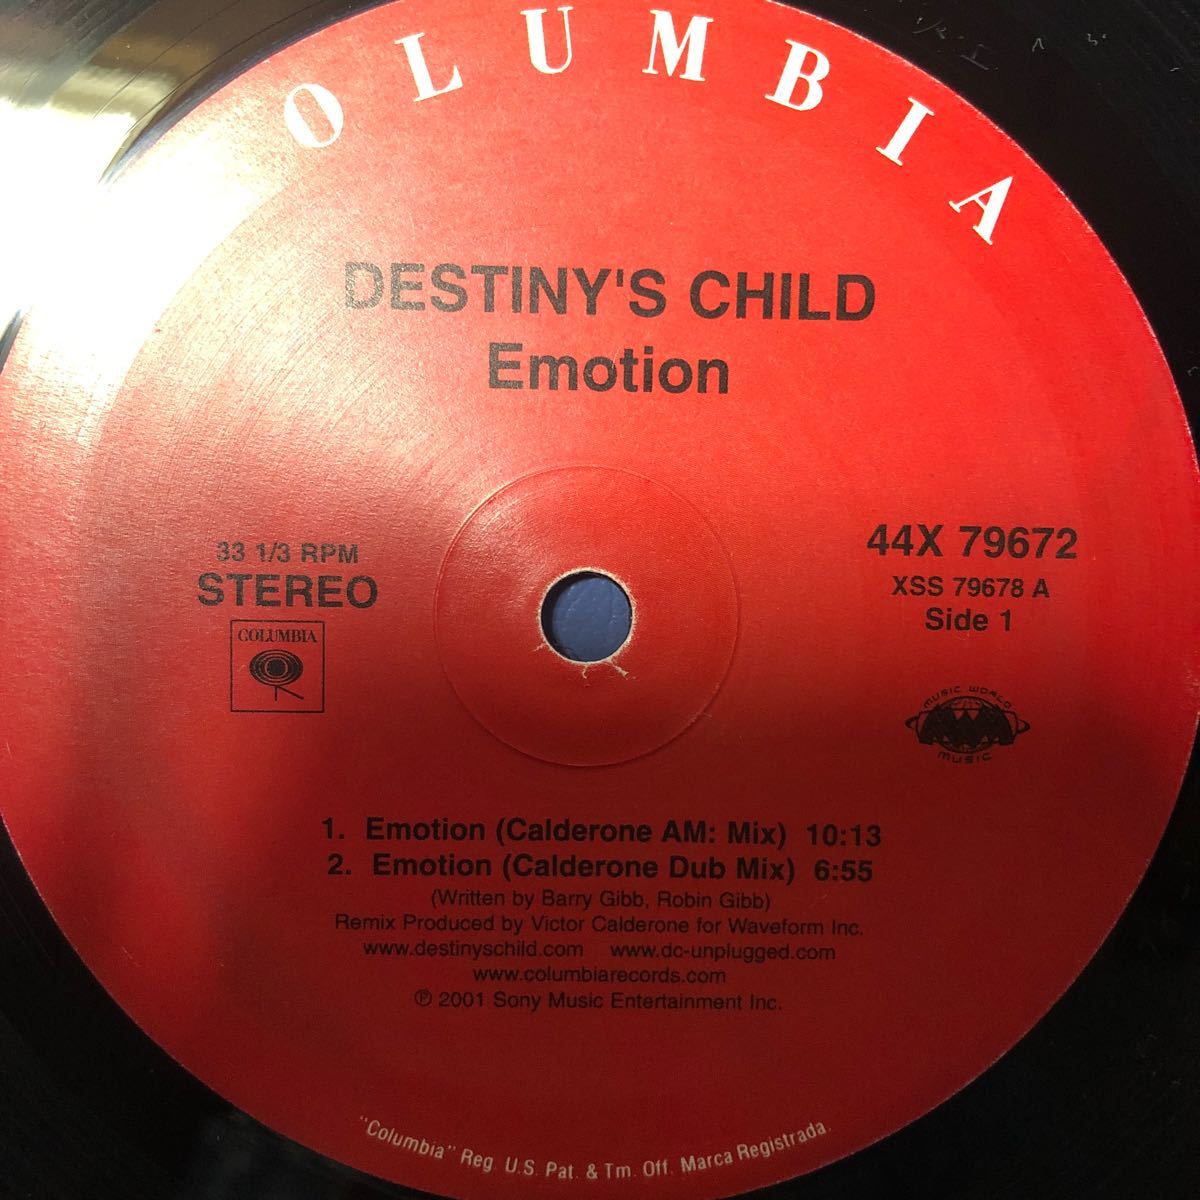 OLUMBIA
DESTINY'S CHILD
Emotion
33 1/3 RPM
STEREO
COLUMBIA
44X 79672
XSS 79678 A
Side 1
MUSIC WORLD
MUSIC
1. Emotion (Calderone AM: Mix) 10:13
2. Emotion (Calderone Dub Mix) 6:55
(Written by Barry Gibb, Robin Gibb)
Remix Produced by Victor Calderone for Waveform Inc.
www.destinyschild.com www.dc-unplugged.com
www.columbiarecords.com
℗ 2001 Sony Music Entertainment Inc.
"Columbia" Reg. U.S. Pat. & Tm. Off. Marca Registrada.